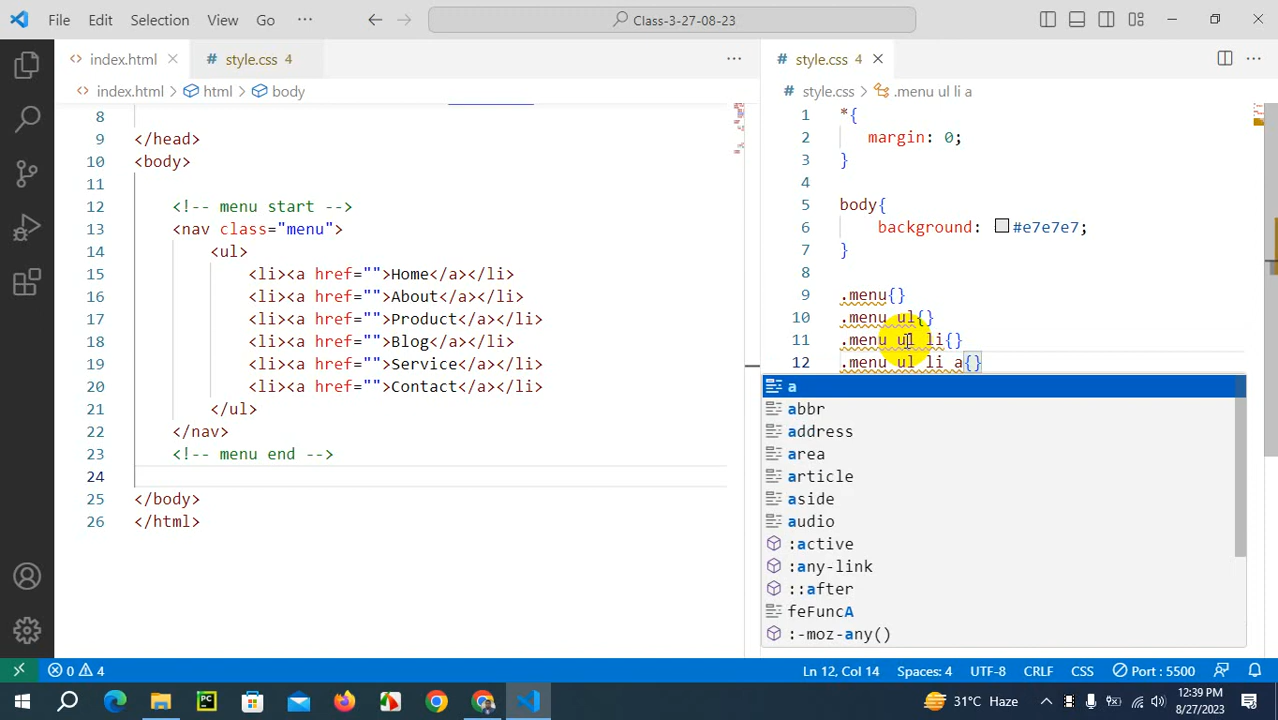 File Edit Selection View Go ··· Class-3-27-08-23
index.html
style.css 4
index.html > html > body
8
9 </head>
10 <body>
11
12 <!-- menu start -->
13 <nav class="menu">
14 <ul>
15 <li><a href="">Home</a></li>
16 <li><a href="">About</a></li>
17 <li><a href="">Product</a></li>
18 <li><a href="">Blog</a></li>
19 <li><a href="">Service</a></li>
20 <li><a href="">Contact</a></li>
21 </ul>
22 </nav>
23 <!-- menu end -->
24
25 </body>
26 </html>
# style.css 4
# style.css > .menu ul li a
1 *{
2 margin: 0;
3 }
4
5 body{
6 background: #e7e7e7;
7 }
8
9 .menu{}
10 .menu ul{}
11 .menu ul li{}
12 .menu ul li a{}
a
abbr
address
area
article
aside
audio
:active
:any-link
::after
feFuncA
:-moz-any()
0 4 Ln 12, Col 14 Spaces: 4 UTF-8 CRLF CSS Port : 5500
PC 31°C Haze 12:39 PM
8/27/2023